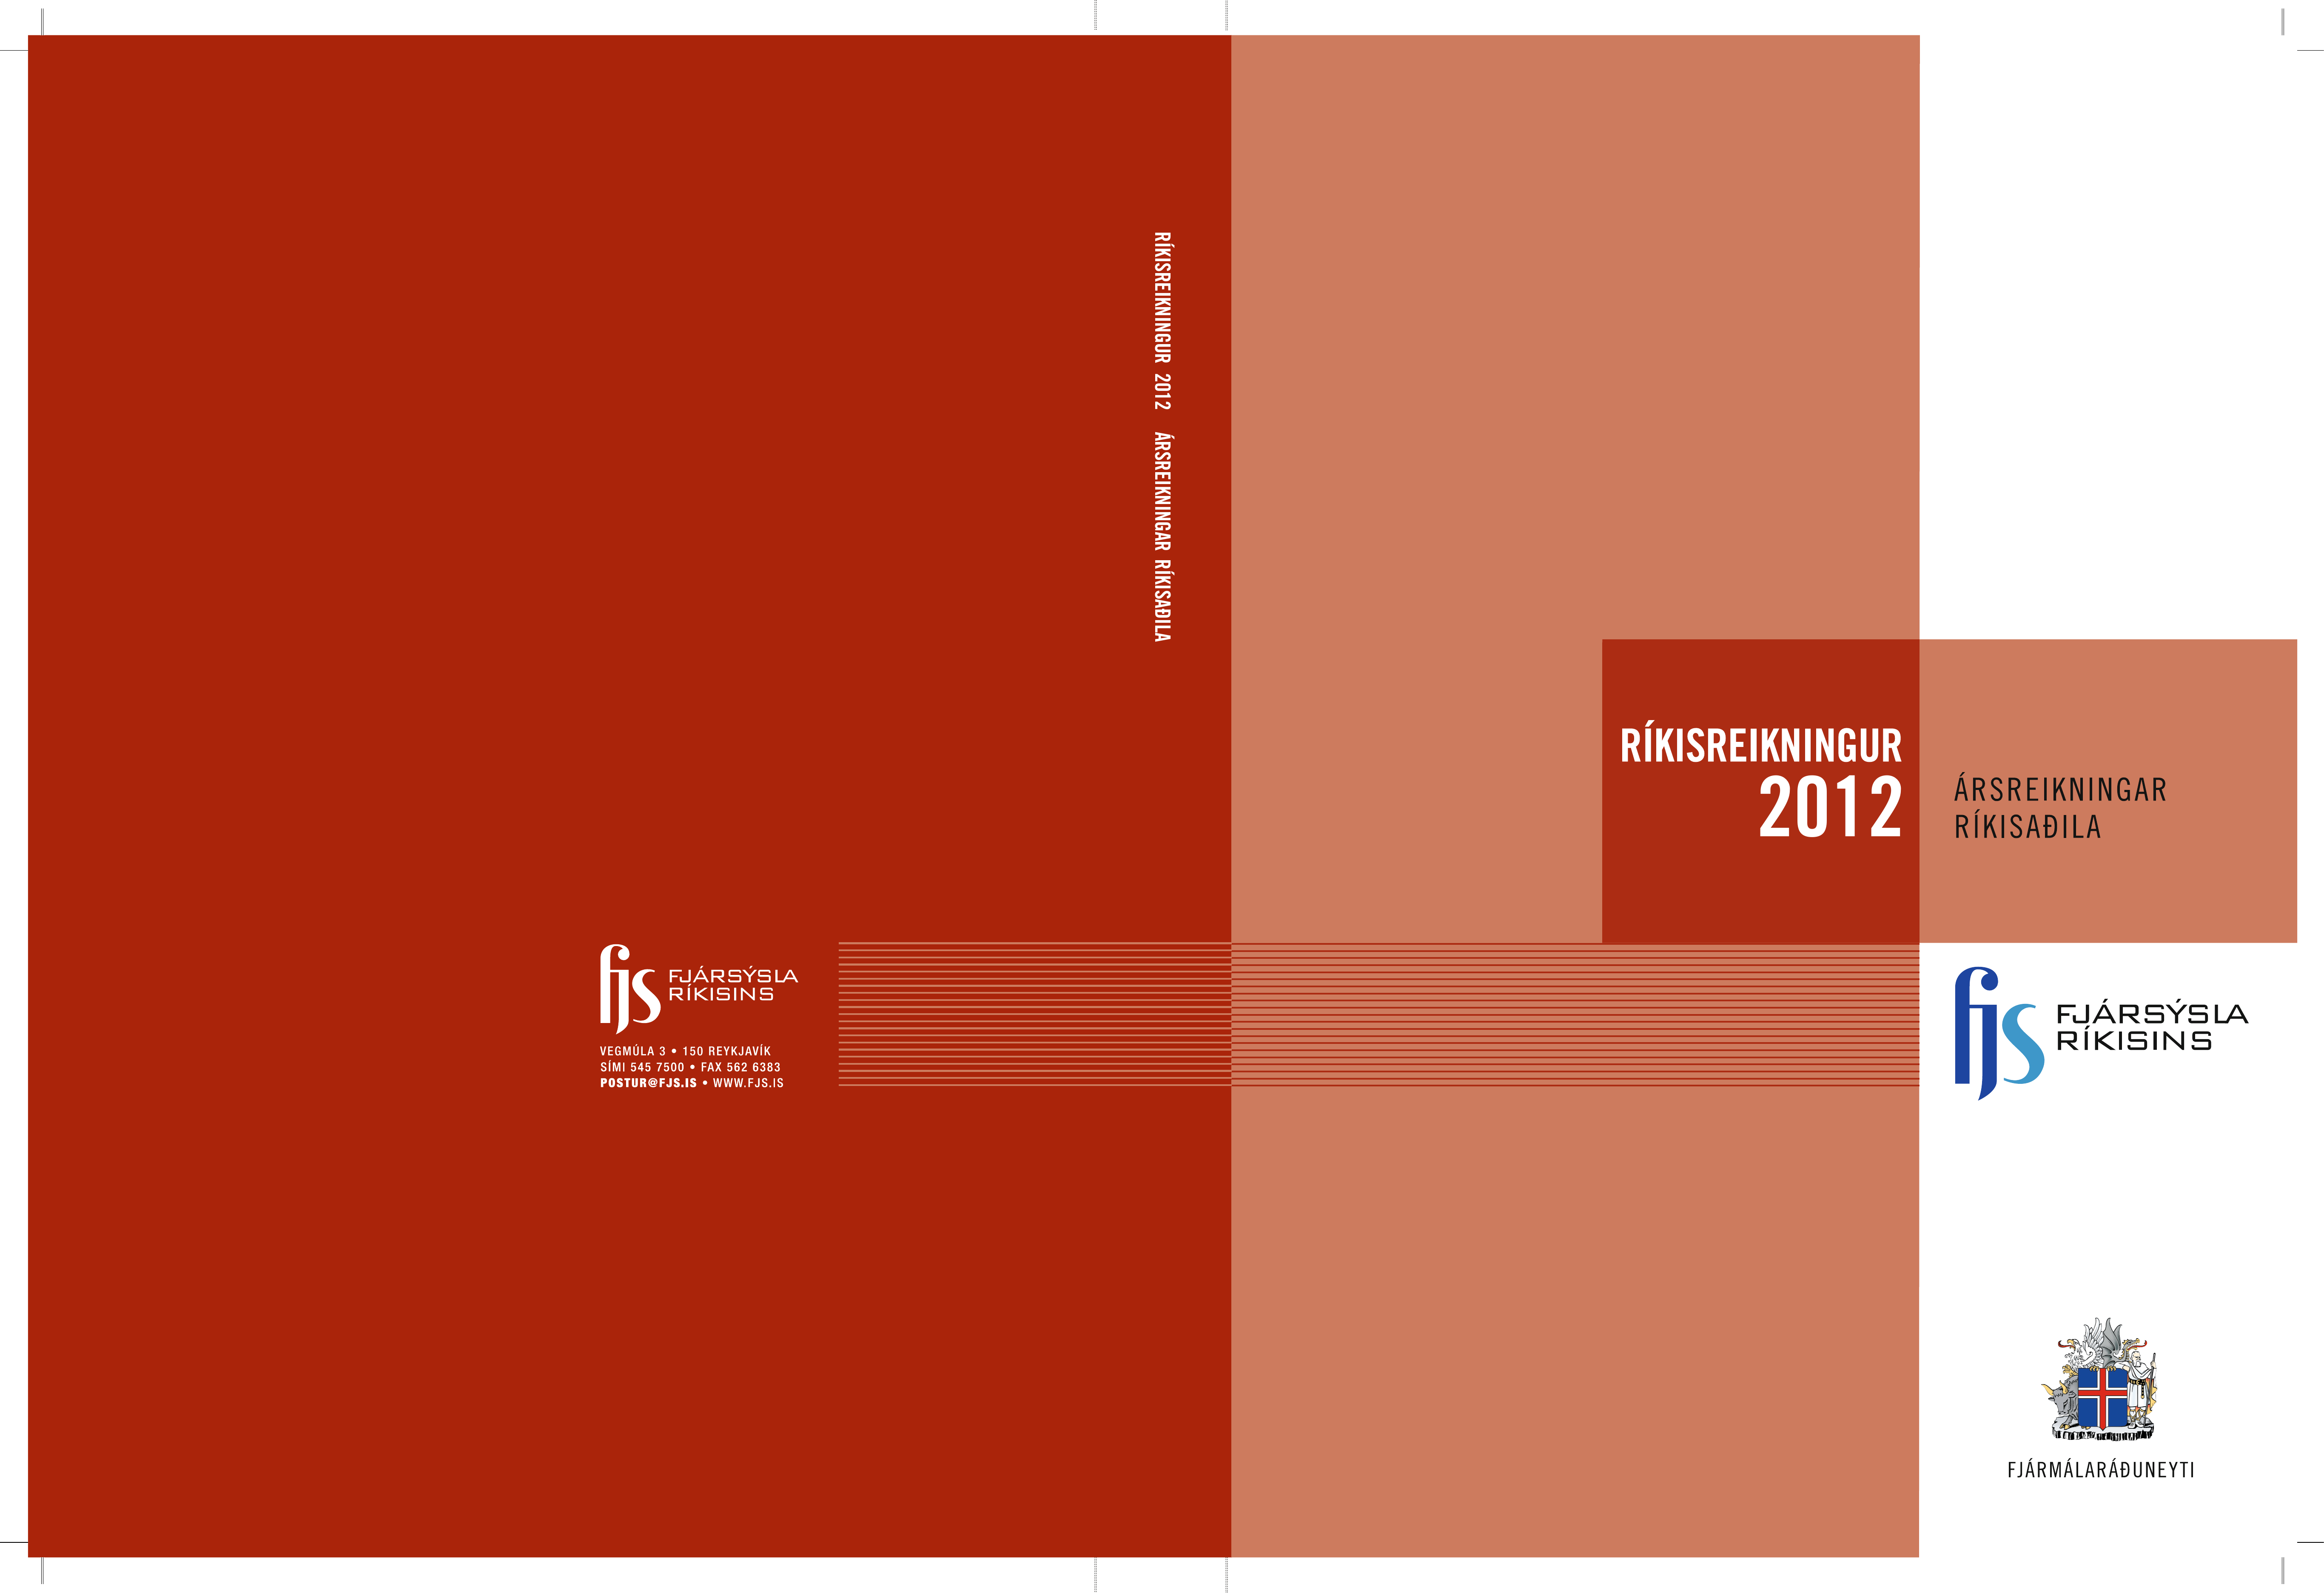 RÍKISREIKNINGUR 2012 ÁRSREIKNINGAR RÍKISAÐILA
fjs FJÁRSÝSLA
RÍKISINS
VEGMÚLA 3 • 150 REYKJAVÍK
SÍMI 545 7500 • FAX 562 6383
POSTUR@FJS.IS • WWW.FJS.IS
RÍKISREIKNINGUR
2012
ÁRSREIKNINGAR
RÍKISAÐILA
fjs FJÁRSÝSLA
RÍKISINS
FJÁRMÁLARÁÐUNEYTI